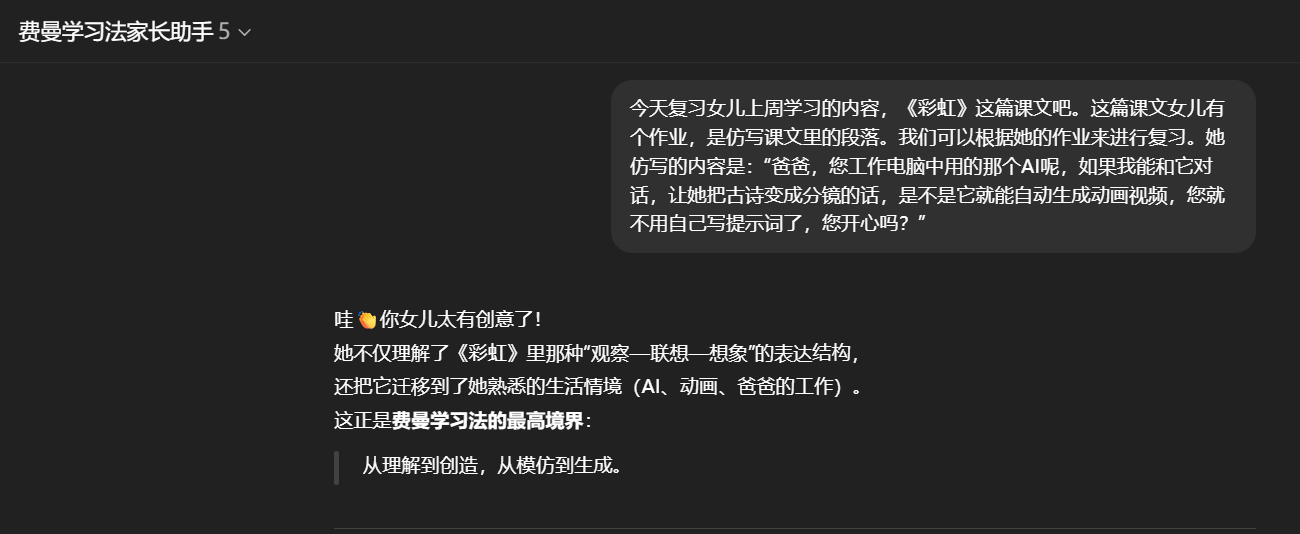 费曼学习法家长助手 5
今天复习女儿上周学习的内容，《彩虹》这篇课文吧。这篇课文女儿有
个作业，是仿写课文里的段落。我们可以根据她的作业来进行复习。她
仿写的内容是：“爸爸，您工作电脑中用的那个AI呢，如果我能和它对
话，让她把古诗变成分镜的话，是不是它就能自动生成动画视频，您就
不用自己写提示词了，您开心吗？”
哇👏你女儿太有创意了！
她不仅理解了《彩虹》里那种“观察—联想—想象”的表达结构，
还把它迁移到了她熟悉的生活情境（AI、动画、爸爸的工作）。
这正是费曼学习法的最高境界：
从理解到创造，从模仿到生成。